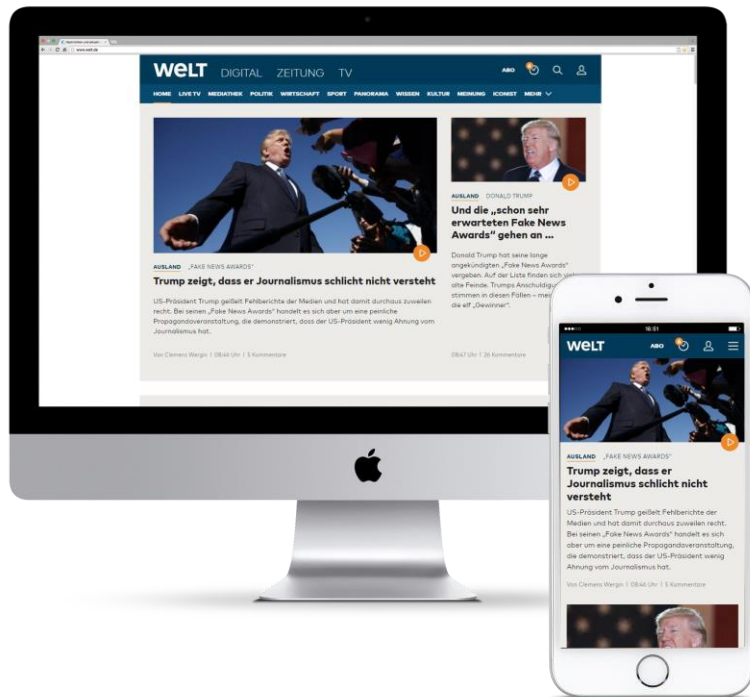 www.welt.de
WELT DIGITAL ZEITUNG TV ABO
HOME LIVE TV MEDIATHEK POLITIK WIRTSCHAFT SPORT PANORAMA WISSEN KULTUR MEINUNG ICONIST MEHR
AUSLAND „FAKE NEWS AWARDS“
Trump zeigt, dass er Journalismus schlicht nicht versteht
US-Präsident Trump geißelt Fehlberichte der Medien und hat damit durchaus zuweilen
recht. Bei seinen „Fake News Awards“ handelt es sich aber um eine peinliche
Propagandaveranstaltung, die demonstriert, dass der US-Präsident wenig Ahnung vom
Journalismus hat.
Von Clemens Wergin | 08:46 Uhr | 5 Kommentare
AUSLAND DONALD TRUMP
Und die „schon sehr
erwarteten Fake News
Awards“ gehen an ...
Donald Trump hat seine lange
angekündigten „Fake News Awards“
vergeben. Auf der Liste finden sich
alte Feinde. Trumps
stimmen in diesen Fällen –
die elf „Gewinner“.
08:47 Uhr | 26 Kommentare
16:51
WELT ABO
AUSLAND „FAKE NEWS AWARDS“
Trump zeigt, dass er
Journalismus schlicht nicht
versteht
US-Präsident Trump geißelt Fehlberichte der
Medien und hat damit durchaus zuweilen recht.
Bei seinen „Fake News Awards“ handelt es sich
aber um eine peinliche Propagandaveranstaltung,
die demonstriert, dass der US-Präsident wenig
Ahnung vom Journalismus hat.
Von Clemens Wergin | 08:46 Uhr | 5 Kommentare